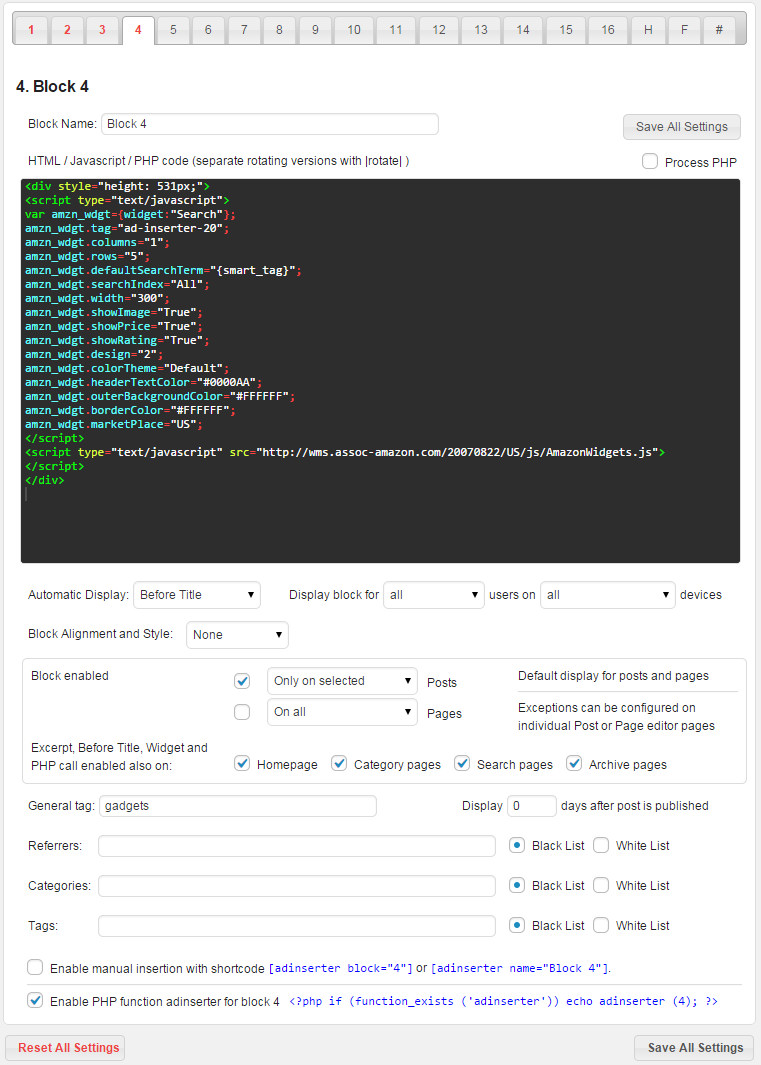 1 2 3 4 5 6 7 8 9 10 11 12 13 14 15 16 H F #
4. Block 4
Block Name: Block 4 Save All Settings
HTML / Javascript / PHP code (separate rotating versions with |rotate| ) Process PHP
<div style="height: 531px;">
<script type="text/javascript">
var amzn_wdgt={widget:"Search"};
amzn_wdgt.tag="ad-inserter-20";
amzn_wdgt.columns="1";
amzn_wdgt.rows="5";
amzn_wdgt.defaultSearchTerm="{smart_tag}";
amzn_wdgt.searchIndex="All";
amzn_wdgt.width="300";
amzn_wdgt.showImage="True";
amzn_wdgt.showPrice="True";
amzn_wdgt.showRating="True";
amzn_wdgt.design="2";
amzn_wdgt.colorTheme="Default";
amzn_wdgt.headerTextColor="#0000AA";
amzn_wdgt.outerBackgroundColor="#FFFFFF";
amzn_wdgt.borderColor="#FFFFFF";
amzn_wdgt.marketPlace="US";
</script>
<script type="text/javascript" src="http://wms.assoc-amazon.com/20070822/US/js/AmazonWidgets.js">
</script>
</div>
Automatic Display: Before Title Display block for all users on all devices
Block Alignment and Style: None
Block enabled Only on selected Posts Default display for posts and pages
On all Pages Exceptions can be configured on
individual Post or Page editor pages
Excerpt, Before Title, Widget and
PHP call enabled also on: Homepage Category pages Search pages Archive pages
General tag: gadgets Display 0 days after post is published
Referrers: Black List White List
Categories: Black List White List
Tags: Black List White List
Enable manual insertion with shortcode [adinserter block="4"] or [adinserter name="Block 4"].
Enable PHP function adinserter for block 4 <?php if (function_exists ('adinserter')) echo adinserter (4); ?>
Reset All Settings Save All Settings